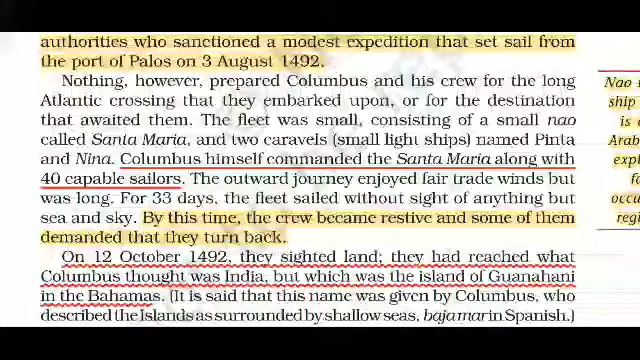 authorities who sanctioned a modest expedition that set sail from
the port of Palos on 3 August 1492.
Nothing, however, prepared Columbus and his crew for the long
Atlantic crossing that they embarked upon, or for the destination
that awaited them. The fleet was small, consisting of a small nao
called Santa Maria, and two caravels (small light ships) named Pinta
and Nina. Columbus himself commanded the Santa Maria along with
40 capable sailors. The outward journey enjoyed fair trade winds but
was long. For 33 days, the fleet sailed without sight of anything but
sea and sky. By this time, the crew became restive and some of them
demanded that they turn back.
On 12 October 1492, they sighted land; they had reached what
Columbus thought was India, but which was the island of Guanahani
in the Bahamas. (It is said that this name was given by Columbus, who
described the Islands as surrounded by shallow seas, baja mar in Spanish.)
Nao
ship
is
Arab
expl
fo
occu
regi